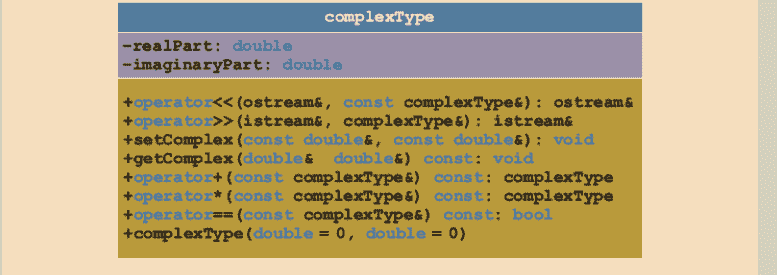 complexType
-realPart: double
-imaginaryPart: double
+operator<<(ostream&, const complexType&): ostream&
+operator>>(istream&, complexType&): istream&
+setComplex(const double&, const double&): void
+getComplex(double& double&) const: void
+operator+(const complexType&) const: complexType
+operator*(const complexType&) const: complexType
+operator==(const complexType&) const: bool
+complexType(double = 0, double = 0)